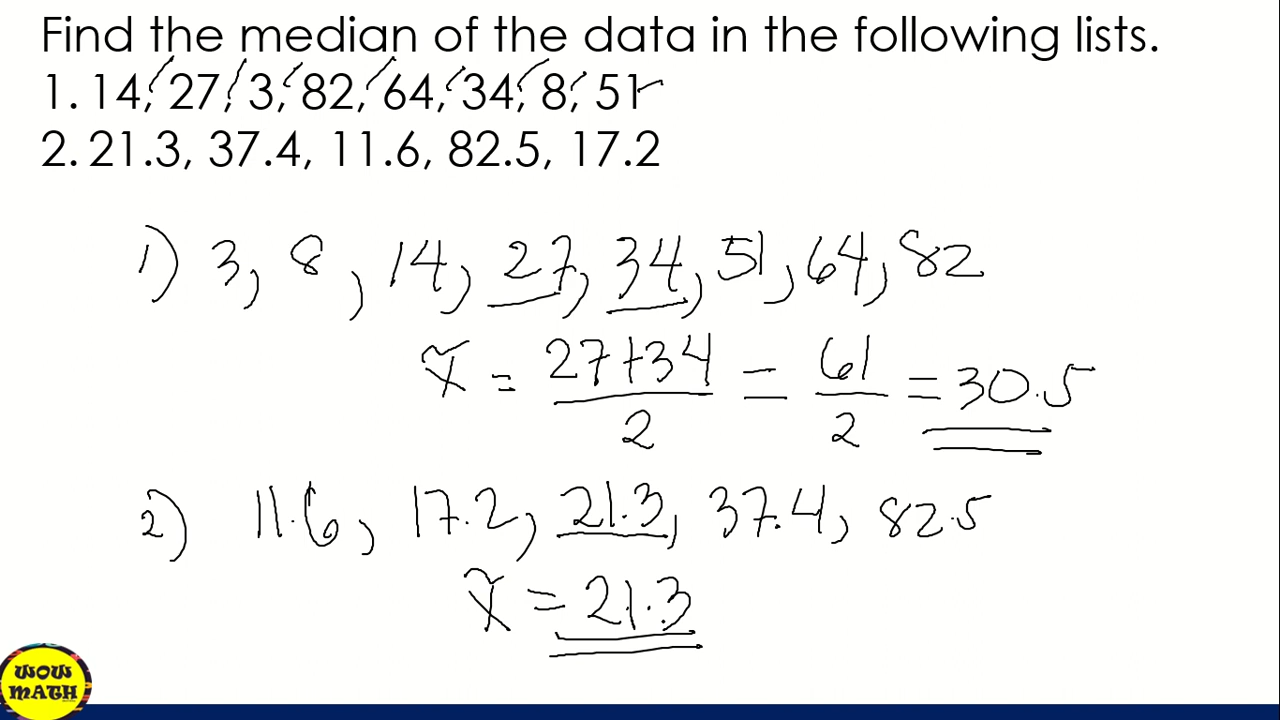 Find the median of the data in the following lists.
1. 14, 27, 3, 82, 64, 34, 8, 51
2. 21.3, 37.4, 11.6, 82.5, 17.2
1) 3, 8, 14, 27, 34, 51, 64, 82
x̃ = 27+34/2 = 61/2 = 30.5
2) 11.6, 17.2, 21.3, 37.4, 82.5
x̃ = 21.3
WOW
MATH